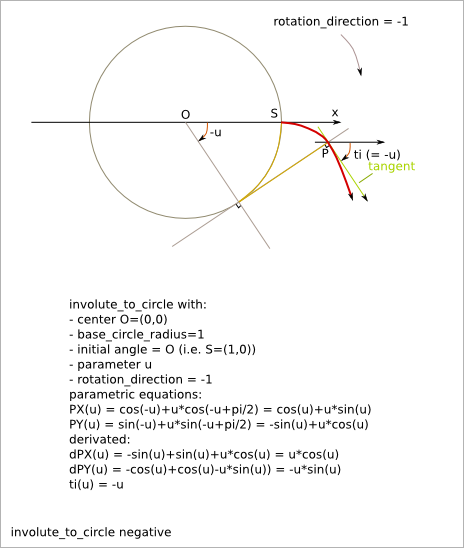 rotation_direction = -1
O
S
x
-u
ti (= -u)
P
tangent
involute_to_circle with:
- center O=(0,0)
- base_circle_radius=1
- initial angle = O (i.e. S=(1,0))
- parameter u
- rotation_direction = -1
parametric equations:
PX(u) = cos(-u)+u*cos(-u+pi/2) = cos(u)+u*sin(u)
PY(u) = sin(-u)+u*sin(-u+pi/2) = -sin(u)+u*cos(u)
derivated:
dPX(u) = -sin(u)+sin(u)+u*cos(u) = u*cos(u)
dPY(u) = -cos(u)+cos(u)-u*sin(u)) = -u*sin(u)
ti(u) = -u
involute_to_circle negative